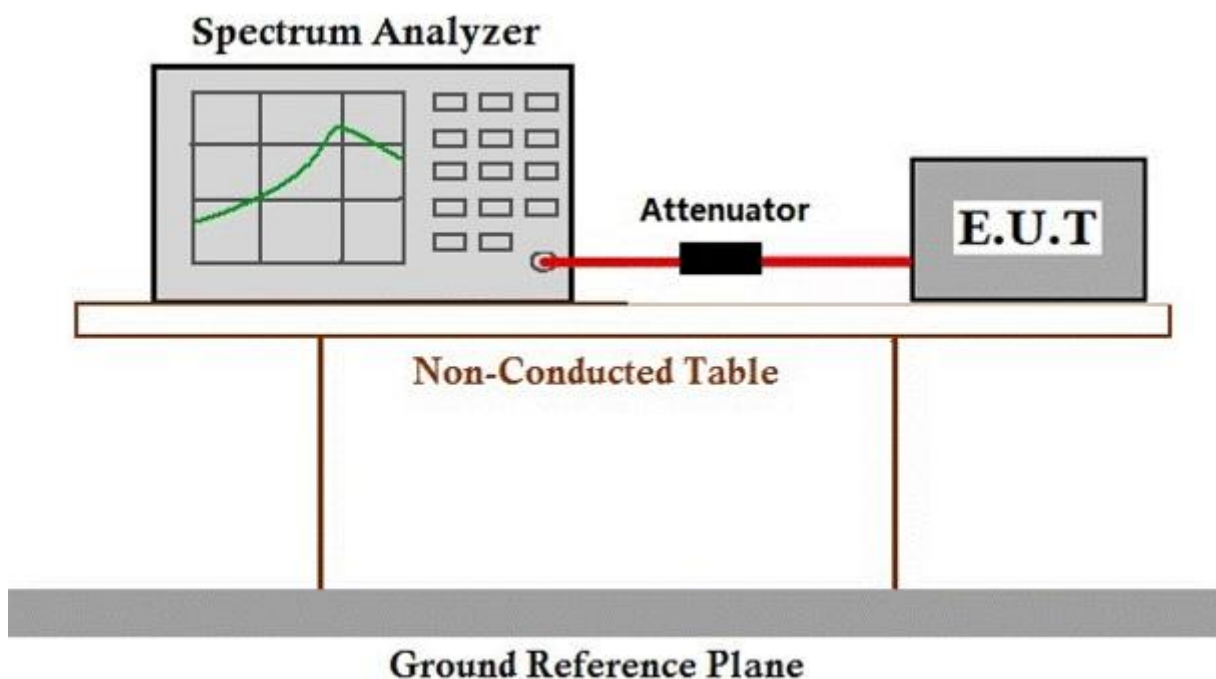 Spectrum Analyzer
Attenuator
E.U.T
Non-Conducted Table
Ground Reference Plane